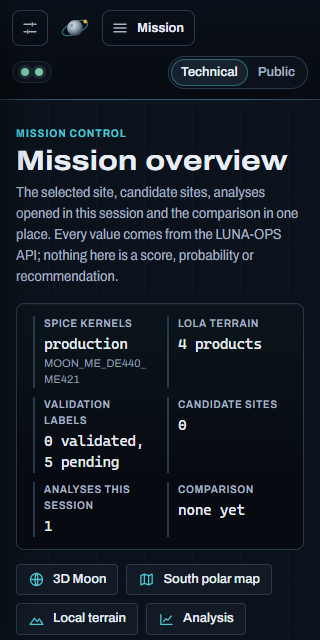 Mission
Technical
Public
MISSION CONTROL
Mission overview
The selected site, candidate sites, analyses
opened in this session and the comparison in one
place. Every value comes from the LUNA-OPS
API; nothing here is a score, probability or
recommendation.
SPICE KERNELS
production
MOON_ME_DE440_
ME421
LOLA TERRAIN
4 products
VALIDATION
LABELS
0 validated,
5 pending
CANDIDATE SITES
0
ANALYSES THIS
SESSION
1
COMPARISON
none yet
3D Moon
South polar map
Local terrain
Analysis